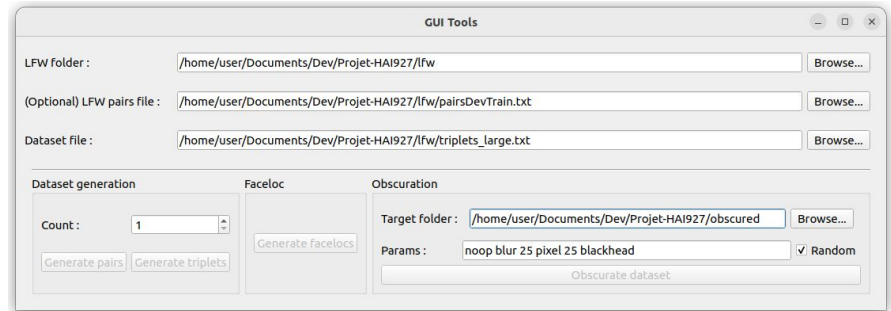 GUI Tools
LFW folder : /home/user/Documents/Dev/Projet-HAI927/lfw Browse...
(Optional) LFW pairs file : /home/user/Documents/Dev/Projet-HAI927/lfw/pairsDevTrain.txt Browse...
Dataset file : /home/user/Documents/Dev/Projet-HAI927/lfw/triplets_large.txt Browse...
Dataset generation Faceloc Obscuration
Target folder : /home/user/Documents/Dev/Projet-HAI927/obscured Browse...
Count : 1
Generate facelocs
Params : noop blur 25 pixel 25 blackhead Random
Generate pairs Generate triplets
Obscurate dataset